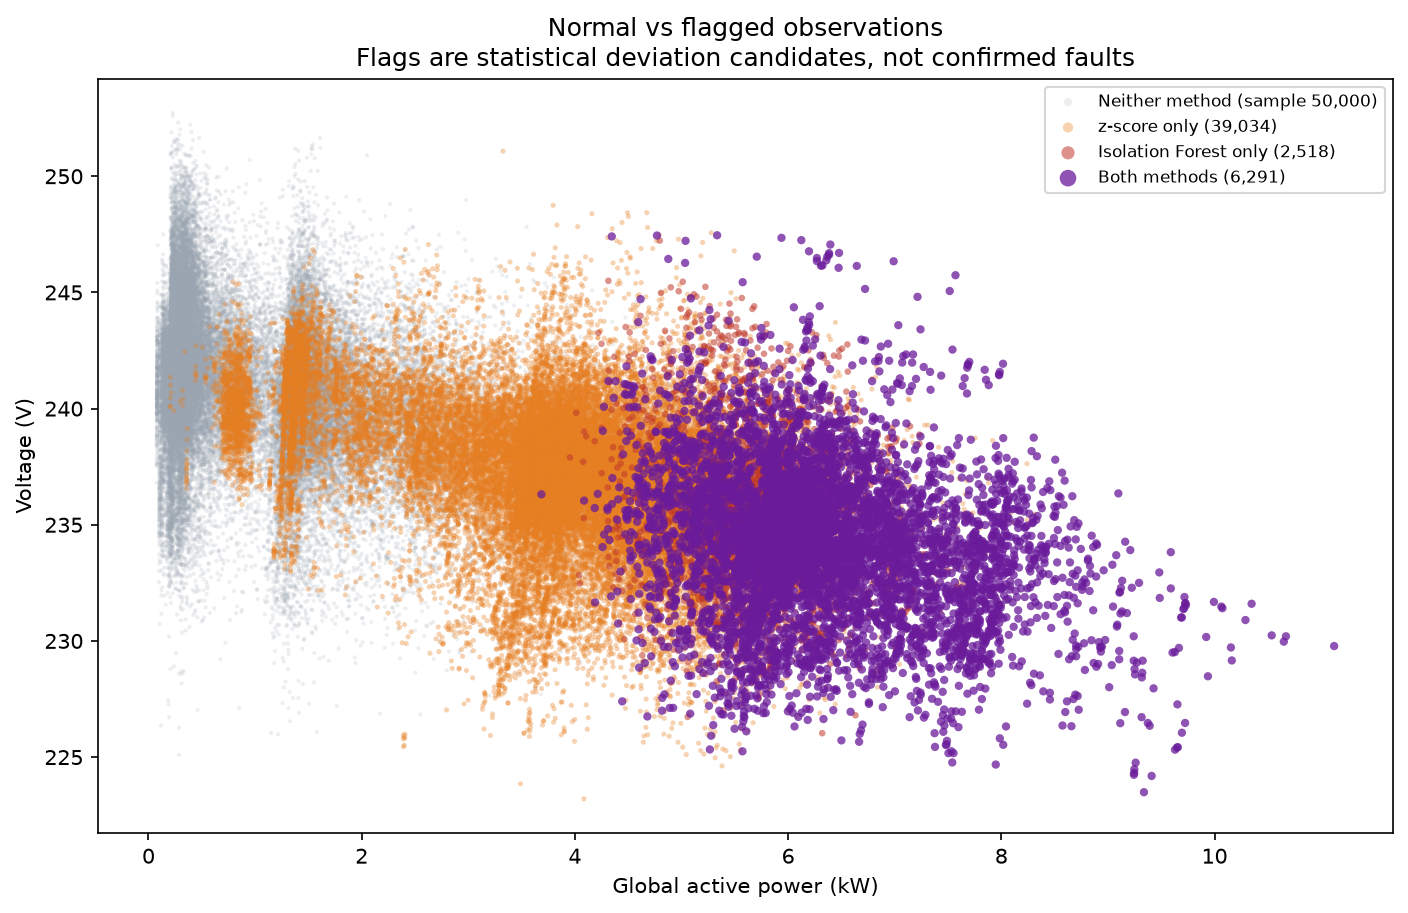 Normal vs flagged observations
Flags are statistical deviation candidates, not confirmed faults
Neither method (sample 50,000)
z-score only (39,034)
Isolation Forest only (2,518)
Both methods (6,291)
250
245
240
235
230
225
Voltage (V)
0 2 4 6 8 10
Global active power (kW)